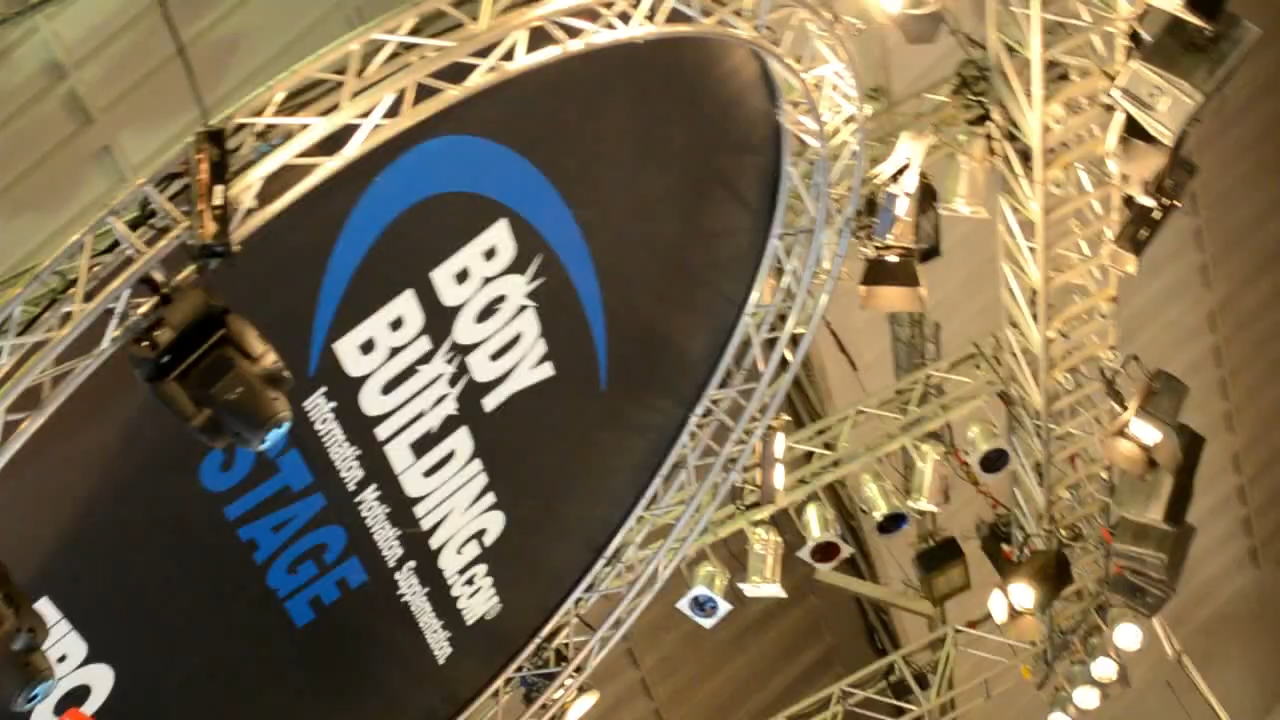 BODY
BUILDING.COM®
Information. Motivation. Supplementation.
STAGE